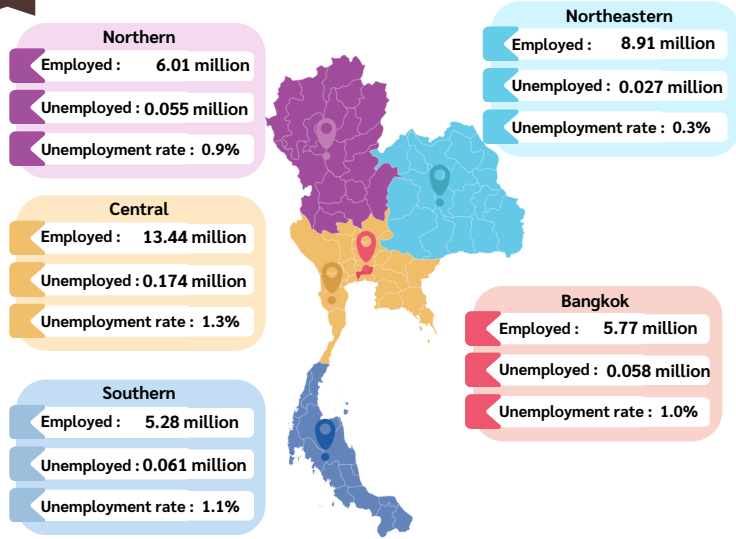 Northern
Employed : 6.01 million
Unemployed : 0.055 million
Unemployment rate : 0.9%
Northeastern
Employed : 8.91 million
Unemployed : 0.027 million
Unemployment rate : 0.3%
Central
Employed : 13.44 million
Unemployed : 0.174 million
Unemployment rate : 1.3%
Bangkok
Employed : 5.77 million
Unemployed : 0.058 million
Unemployment rate : 1.0%
Southern
Employed : 5.28 million
Unemployed : 0.061 million
Unemployment rate : 1.1%